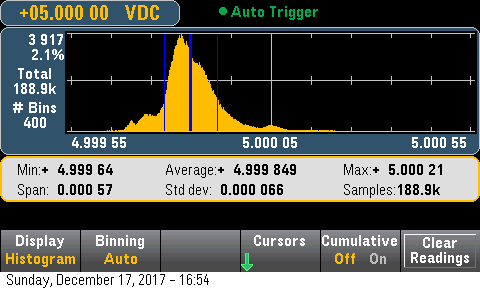 +05.000 00 VDC
Auto Trigger
3 917
2.1%
Total
188.9k
# Bins
400
4.999 55 5.000 05 5.000 55
Min:+ 4.999 64 Average:+ 4.999 849 Max:+ 5.000 21
Span: 0.000 57 Std dev: 0.000 066 Samples:188.9k
Display Binning Cursors Cumulative Clear
Histogram Auto Off On Readings
Sunday, December 17, 2017 – 16:54